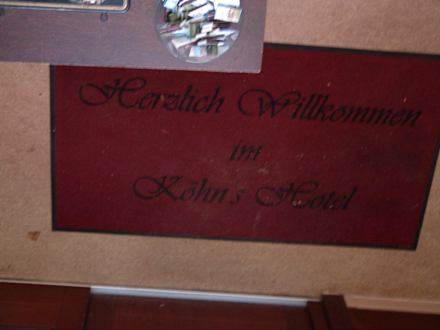 Herzlich Willkommen
im
Köhn's Hotel